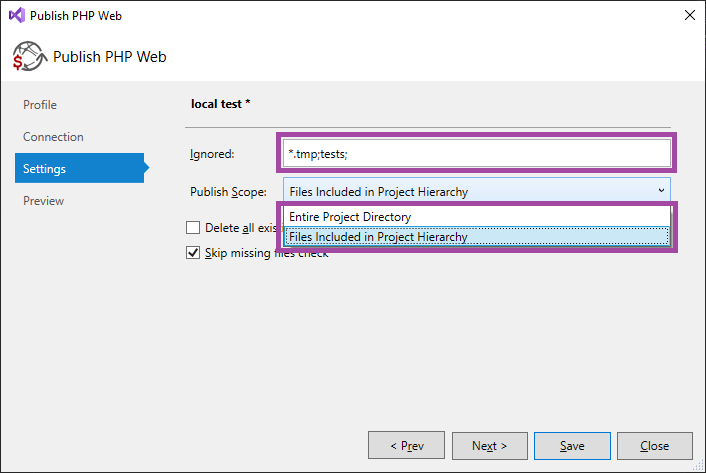 Publish PHP Web
Publish PHP Web
Profile
Connection
Settings
Preview
local test *
Ignored:
*.tmp;tests;
Publish Scope:
Files Included in Project Hierarchy
Entire Project Directory
Files Included in Project Hierarchy
Delete all
Skip missing files check
< Prev
Next >
Save
Close